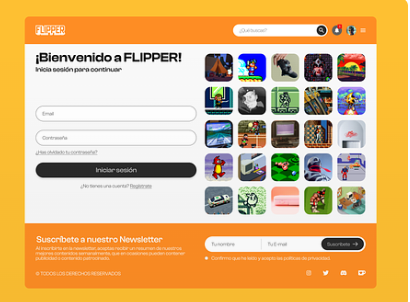 FLIPPER
¿Qué buscas?
¡Bienvenido a FLIPPER!
Inicia sesión para continuar
Email
Contraseña
¿Has olvidado tu contraseña?
Iniciar sesión
¿No tienes una cuenta? Regístrate
Suscríbete a nuestro Newsletter
Al suscribirte a la newsletter, aceptas recibir un resumen de nuestros
mejores contenidos semanalmente, que en ocasiones pueden contener
publicidad o contenido patrocinado.
Tu nombre
Tu E-mail
Suscríbete
Confirmo que he leído y acepto las políticas de privacidad.
© TODOS LOS DERECHOS RESERVADOS